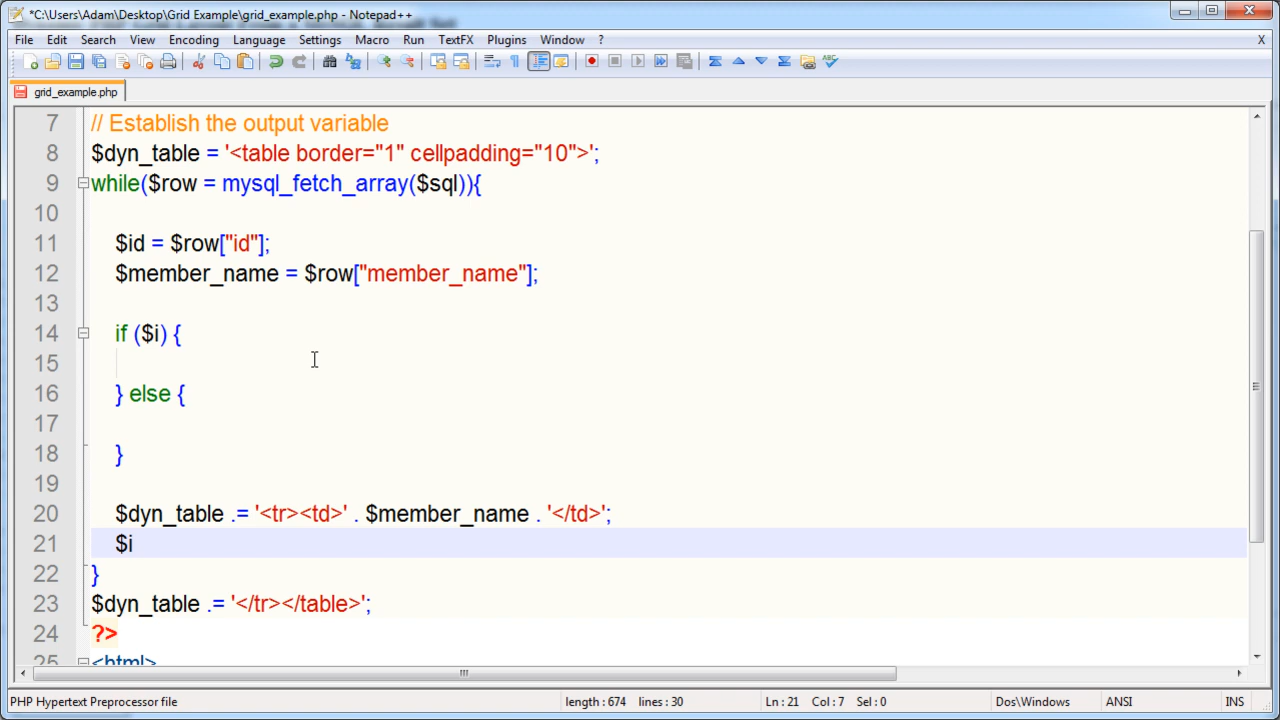 *C:\Users\Adam\Desktop\Grid Example\grid_example.php - Notepad++
File Edit Search View Encoding Language Settings Macro Run TextFX Plugins Window ? X
grid_example.php
7 // Establish the output variable
8 $dyn_table = '<table border="1" cellpadding="10">';
9 while($row = mysql_fetch_array($sql)){
10
11 $id = $row["id"];
12 $member_name = $row["member_name"];
13
14 if ($i) {
15
16 } else {
17
18 }
19
20 $dyn_table .= '<tr><td>' . $member_name . '</td>';
21 $i
22 }
23 $dyn_table .= '</tr></table>';
24 ?>
25 <html>
PHP Hypertext Preprocessor file length : 674 lines : 30 Ln : 21 Col : 7 Sel : 0 Dos\Windows ANSI INS